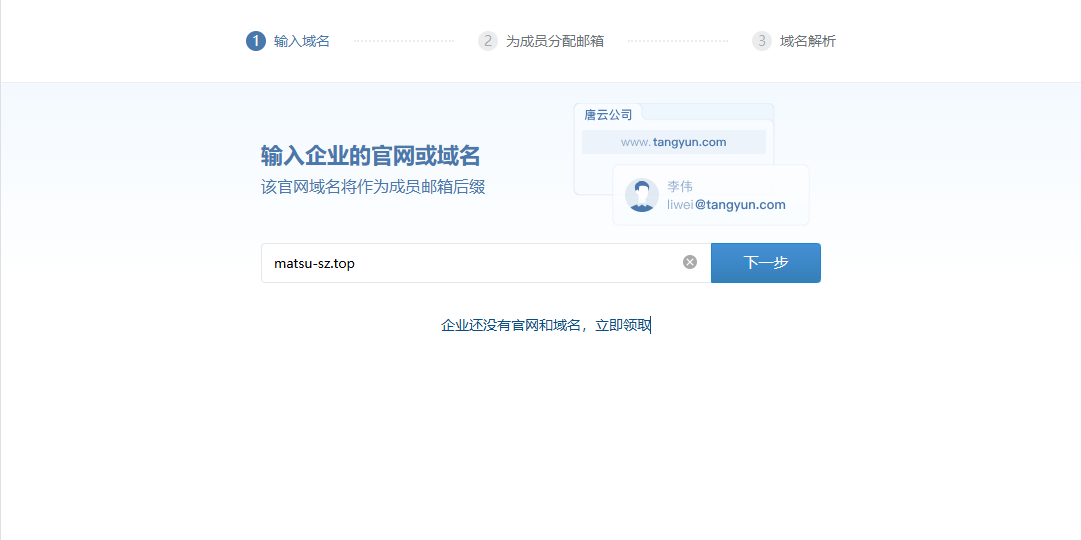 1 输入域名 2 为成员分配邮箱 3 域名解析
唐云公司
www.tangyun.com
输入企业的官网或域名
该官网域名将作为成员邮箱后缀
李伟
liwei@tangyun.com
matsu-sz.top 下一步
企业还没有官网和域名，立即领取